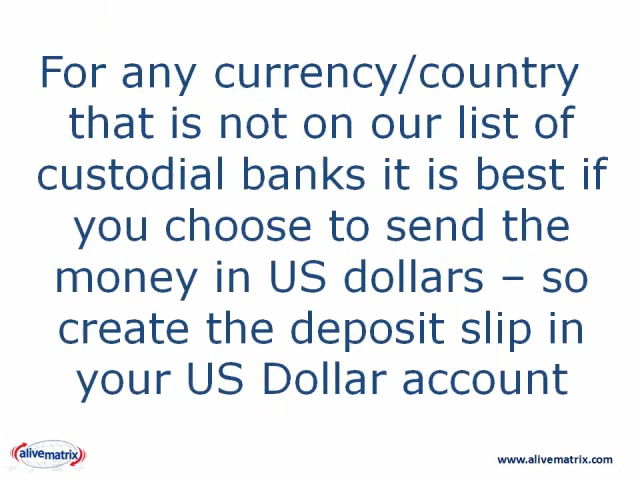 For any currency/country
that is not on our list of
custodial banks it is best if
you choose to send the
money in US dollars – so
create the deposit slip in
your US Dollar account
alivematrix
www.alivematrix.com